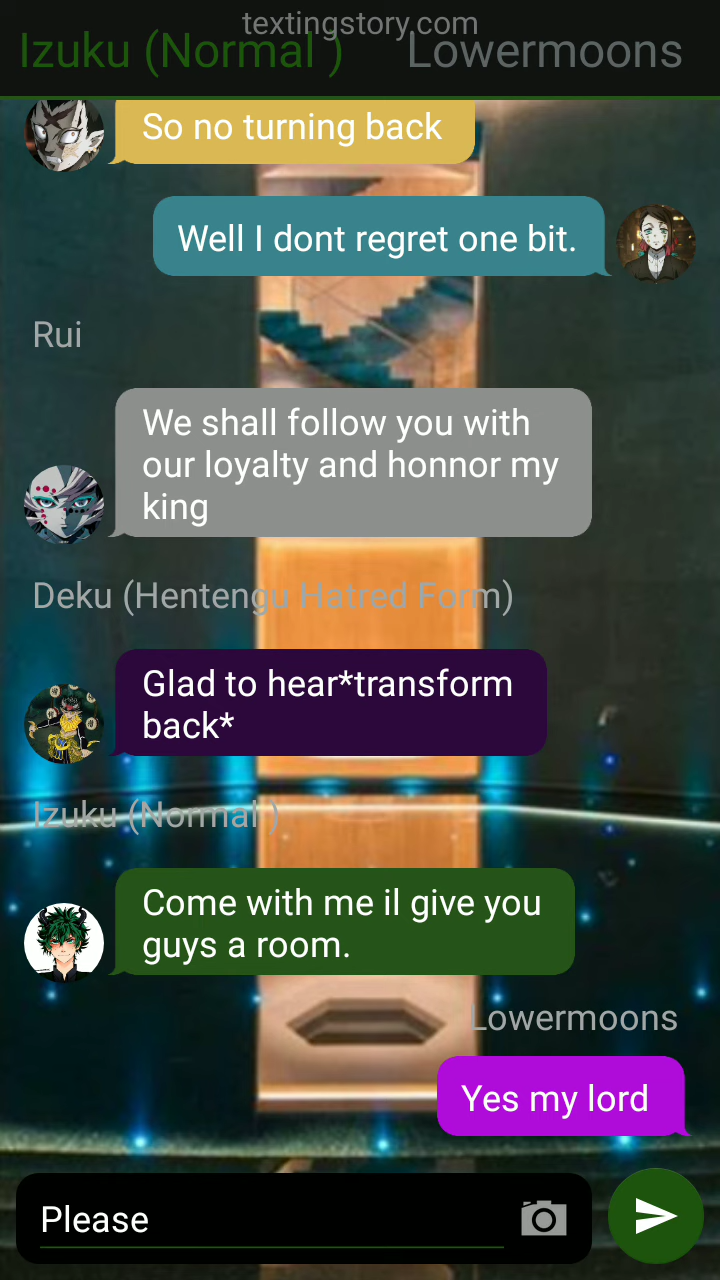 textingstory.com
Izuku (Normal ) Lowermoons
So no turning back
Well I dont regret one bit.
Rui
We shall follow you with
our loyalty and honnor my
king
Deku (Hentengu Hatred Form)
Glad to hear*transform
back*
Izuku (Normal )
Come with me il give you
guys a room.
Lowermoons
Yes my lord
Please